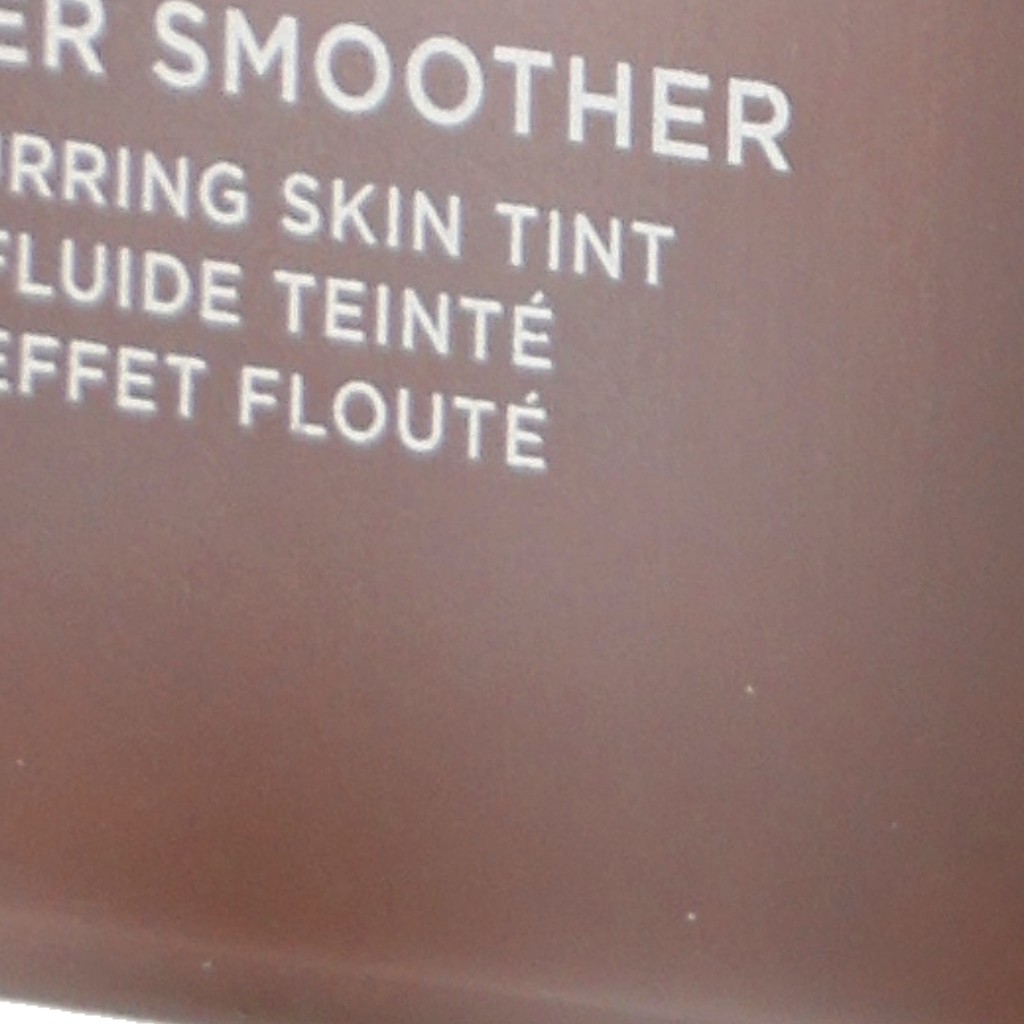 ER SMOOTHER
URRING SKIN TINT
FLUIDE TEINTÉ
EFFET FLOUTÉ